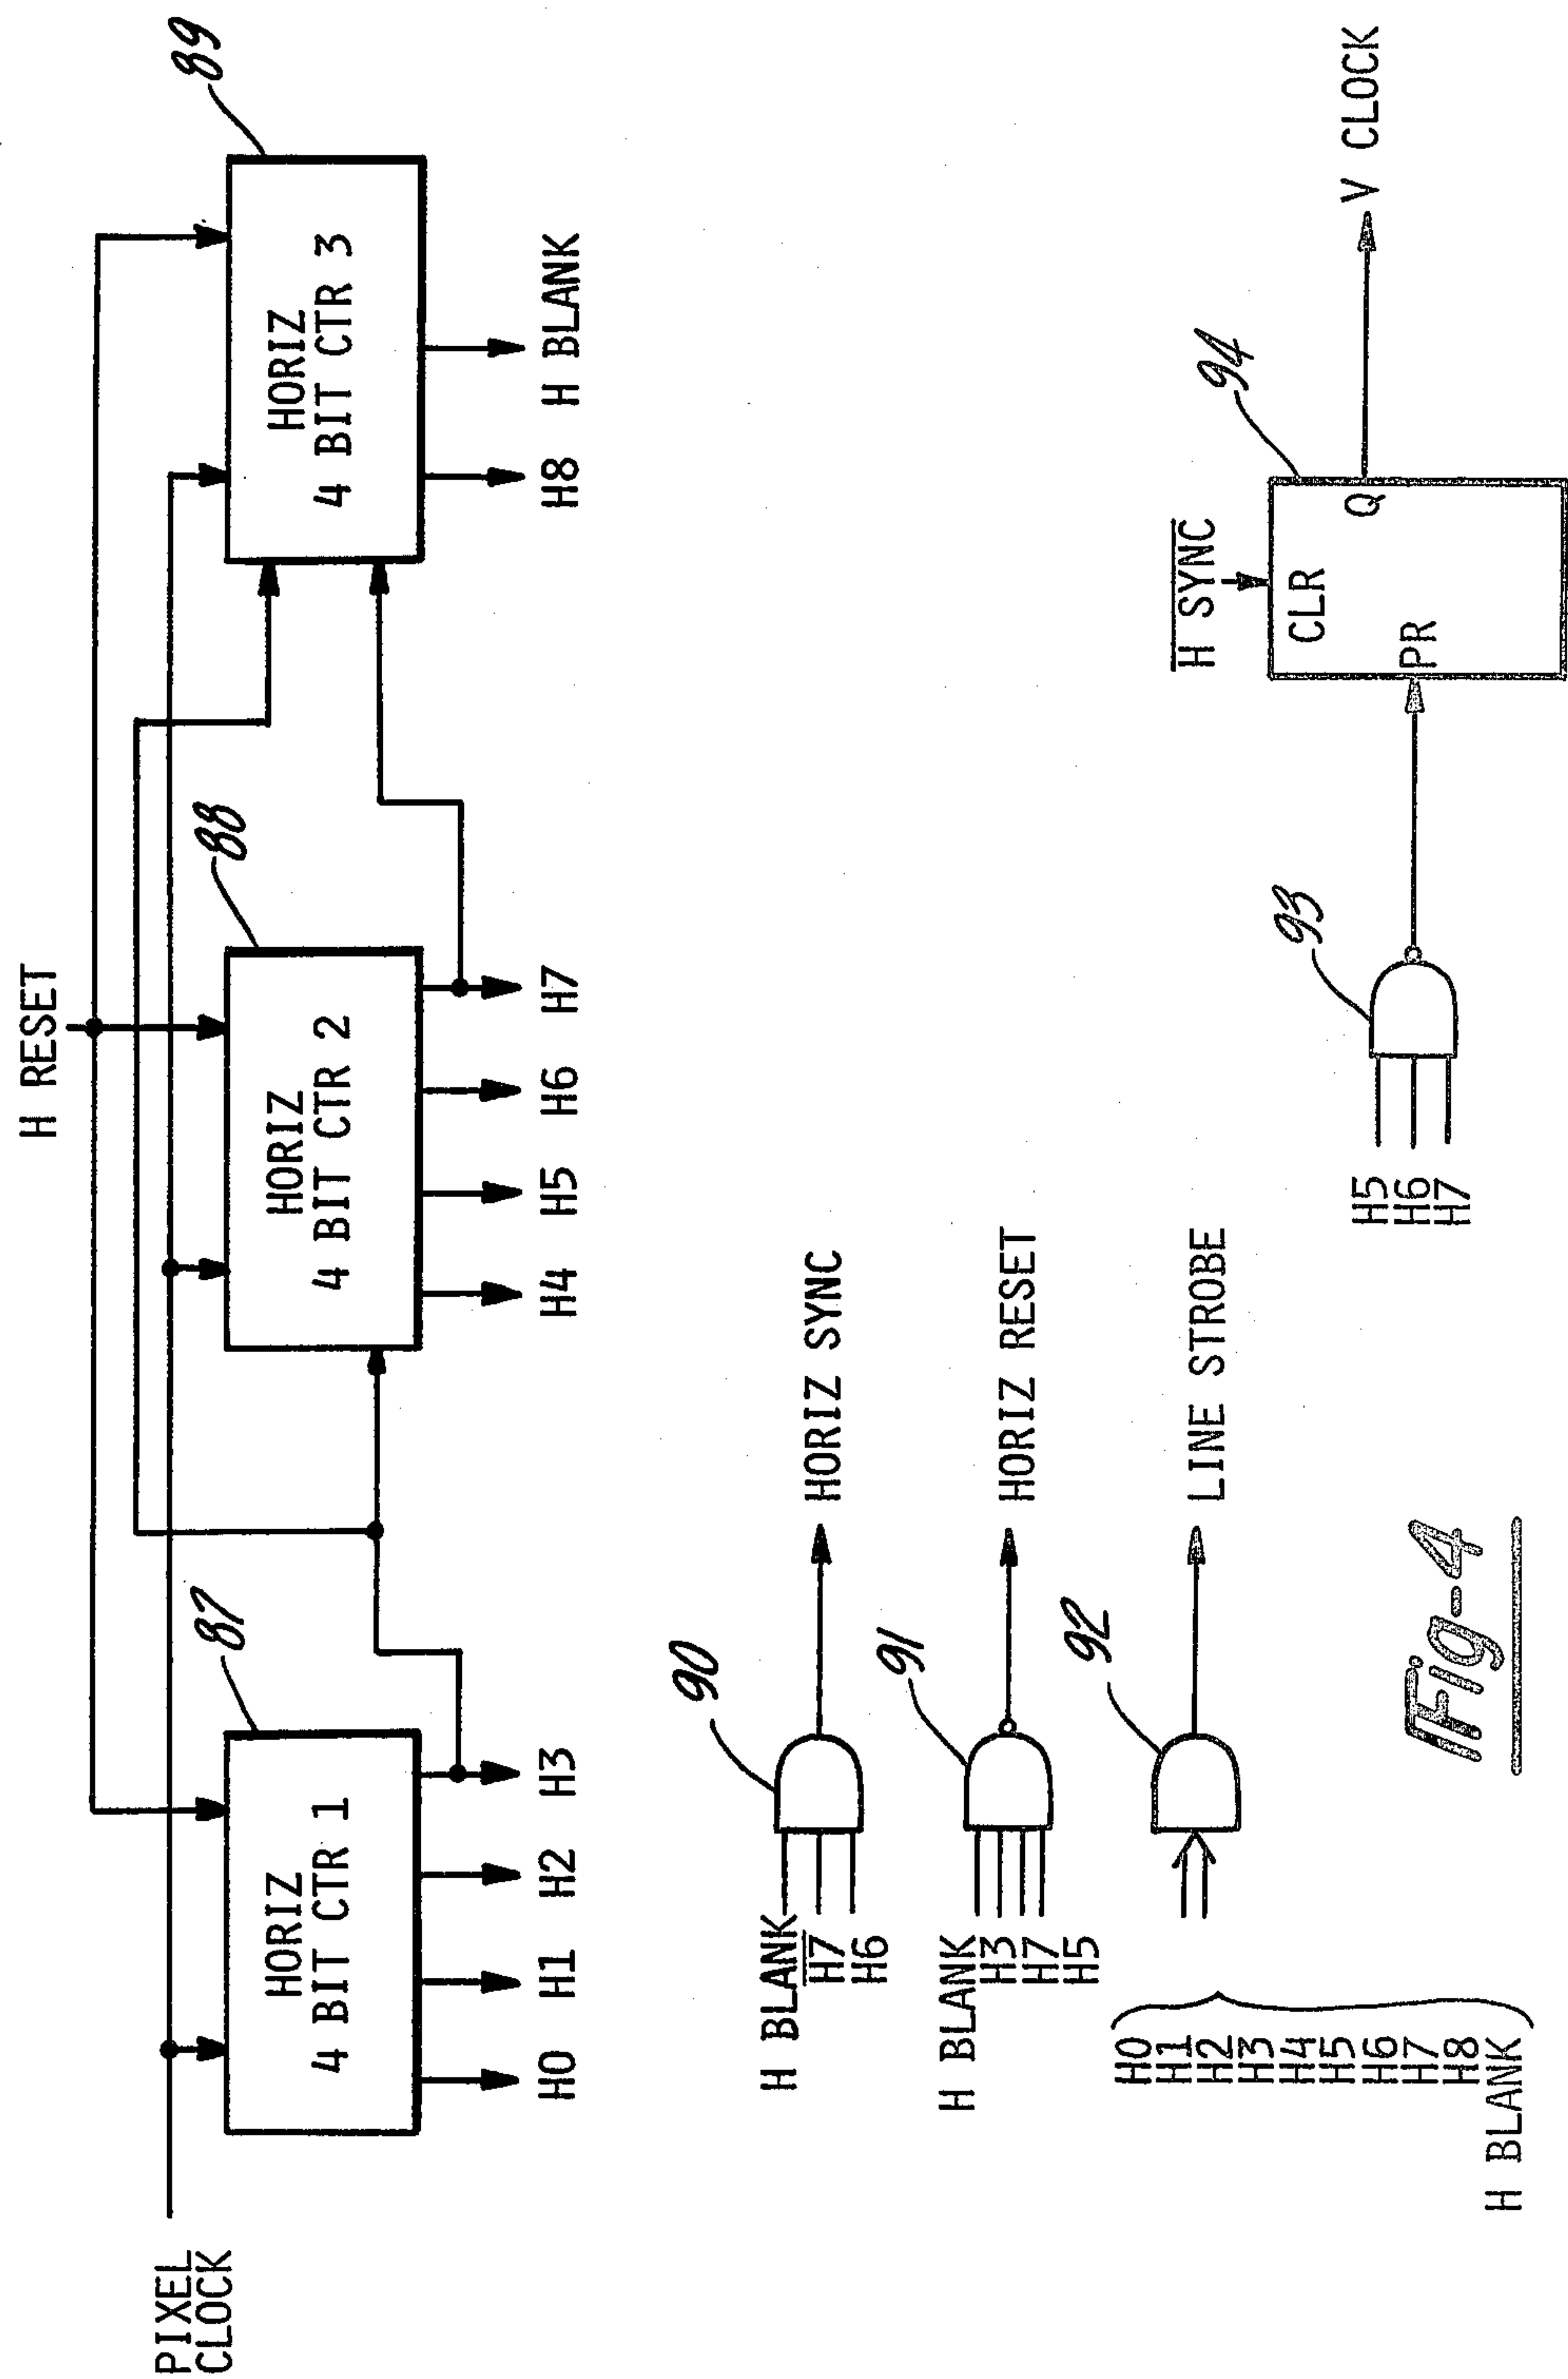 H RESET
PIXEL
CLOCK
87
88
89
HORIZ
4 BIT CTR 1
HORIZ
4 BIT CTR 2
HORIZ
4 BIT CTR 3
H0 H1 H2 H3
H4 H5 H6 H7
H8 H BLANK
90
H BLANK
H̅7̅
H6
HORIZ SYNC
91
H BLANK
H3
H7
H5
HORIZ RESET
92
H0
H1
H2
H3
H4
H5
H6
H7
H8
H BLANK
LINE STROBE
93
H5
H6
H7
94
H̅ ̅S̅Y̅N̅C̅
CLR
PR
Q
V CLOCK
Fig-4